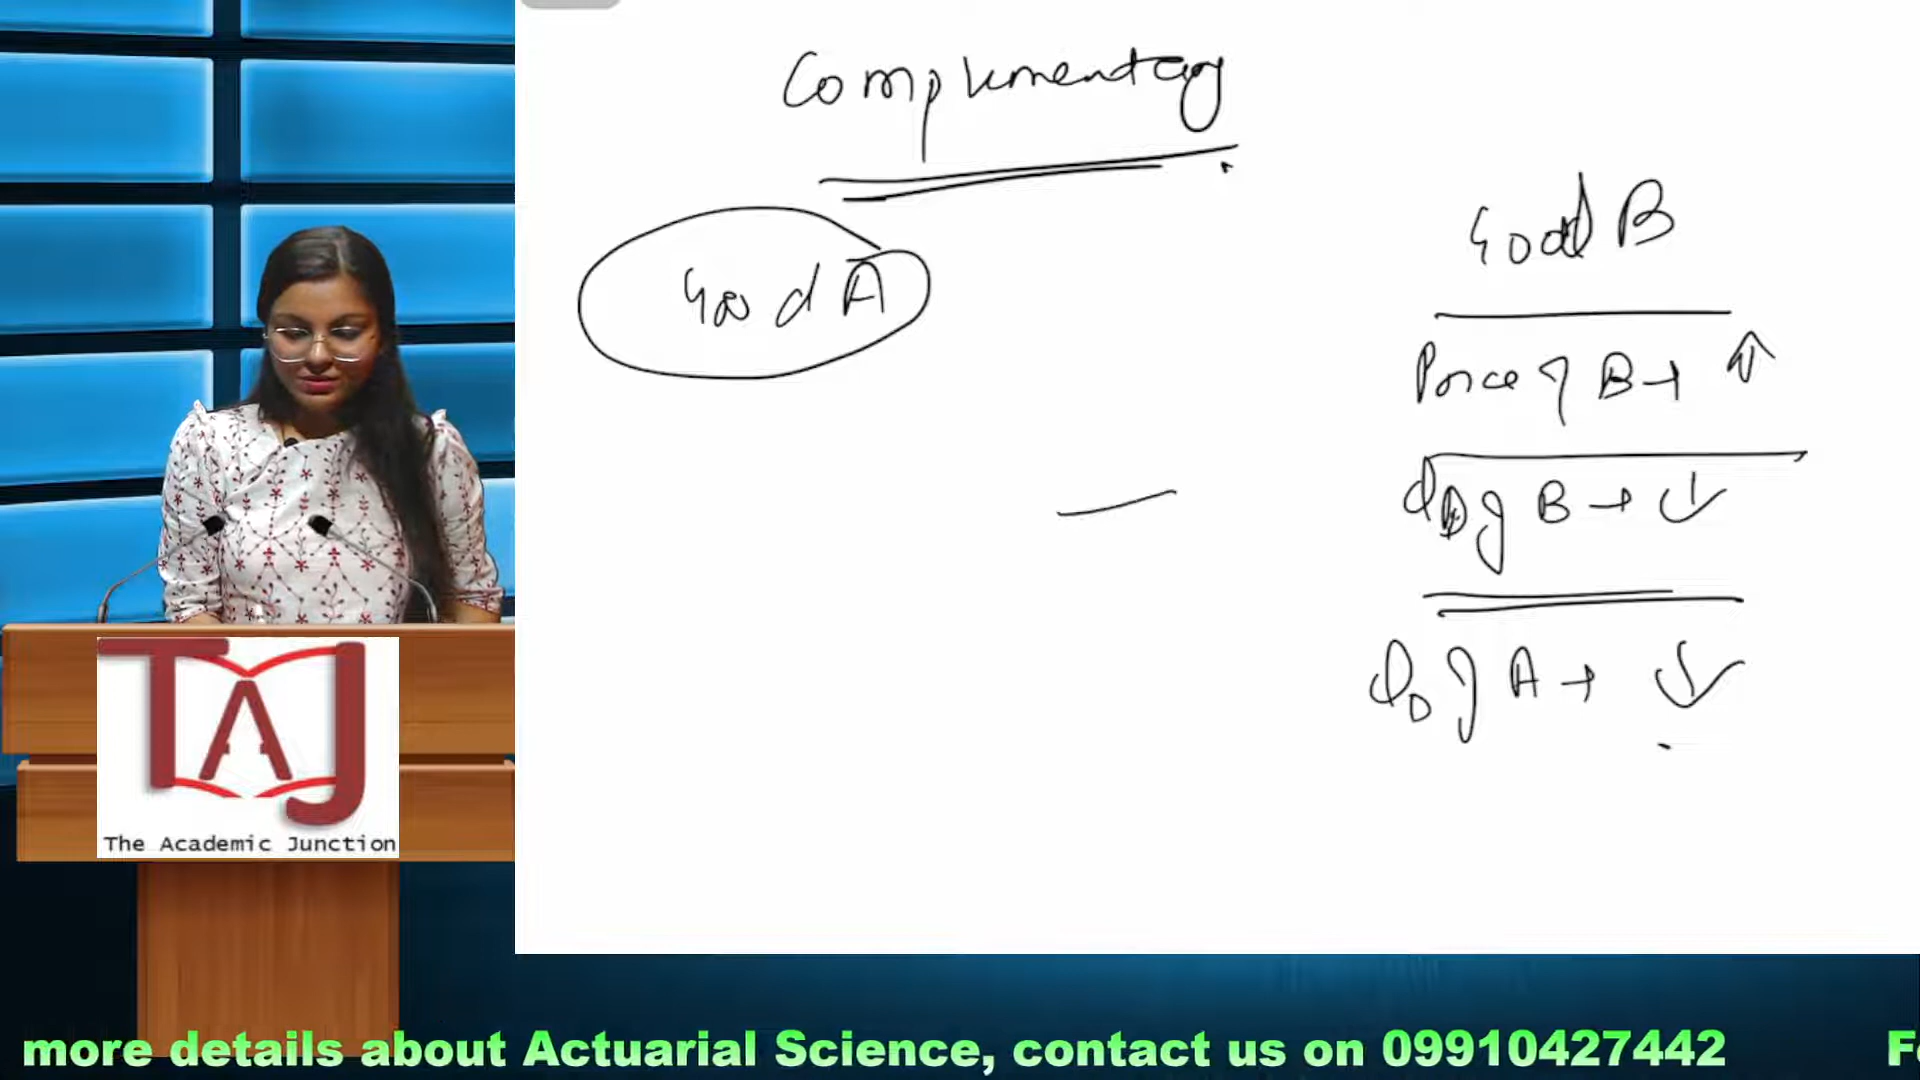 Complementary
Good A
Good B
Price of B → ↑
dD of B → ↓
dD of A → ↓
TAJ
The Academic Junction
more details about Actuarial Science, contact us on 09910427442 Fo